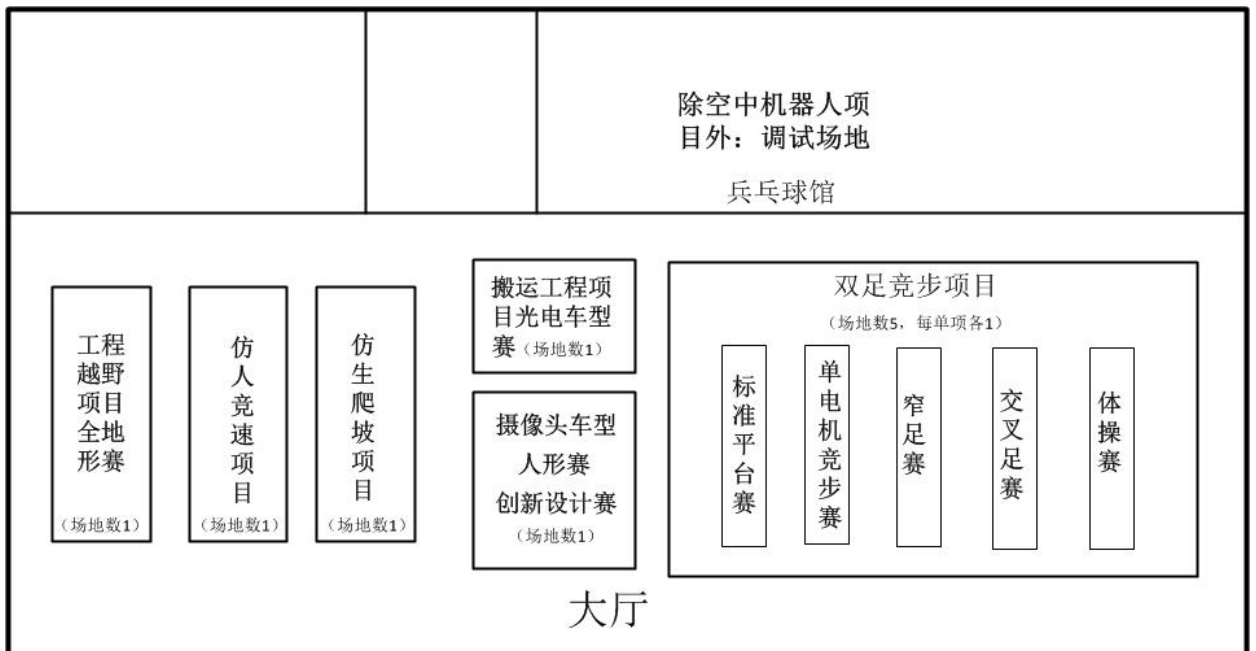 除空中机器人项
目外：调试场地
兵乓球馆
工程
越野
项目
全地
形赛
（场地数1）
仿
人
竞
速
项
目
（场地数1）
仿
生
爬
坡
项
目
（场地数1）
搬运工程项
目光电车型
赛（场地数1）
摄像头车型
人形赛
创新设计赛
（场地数1）
双足竞步项目
（场地数5，每单项各1）
标
准
平
台
赛
单
电
机
竞
步
赛
窄
足
赛
交
叉
足
赛
体
操
赛
大厅